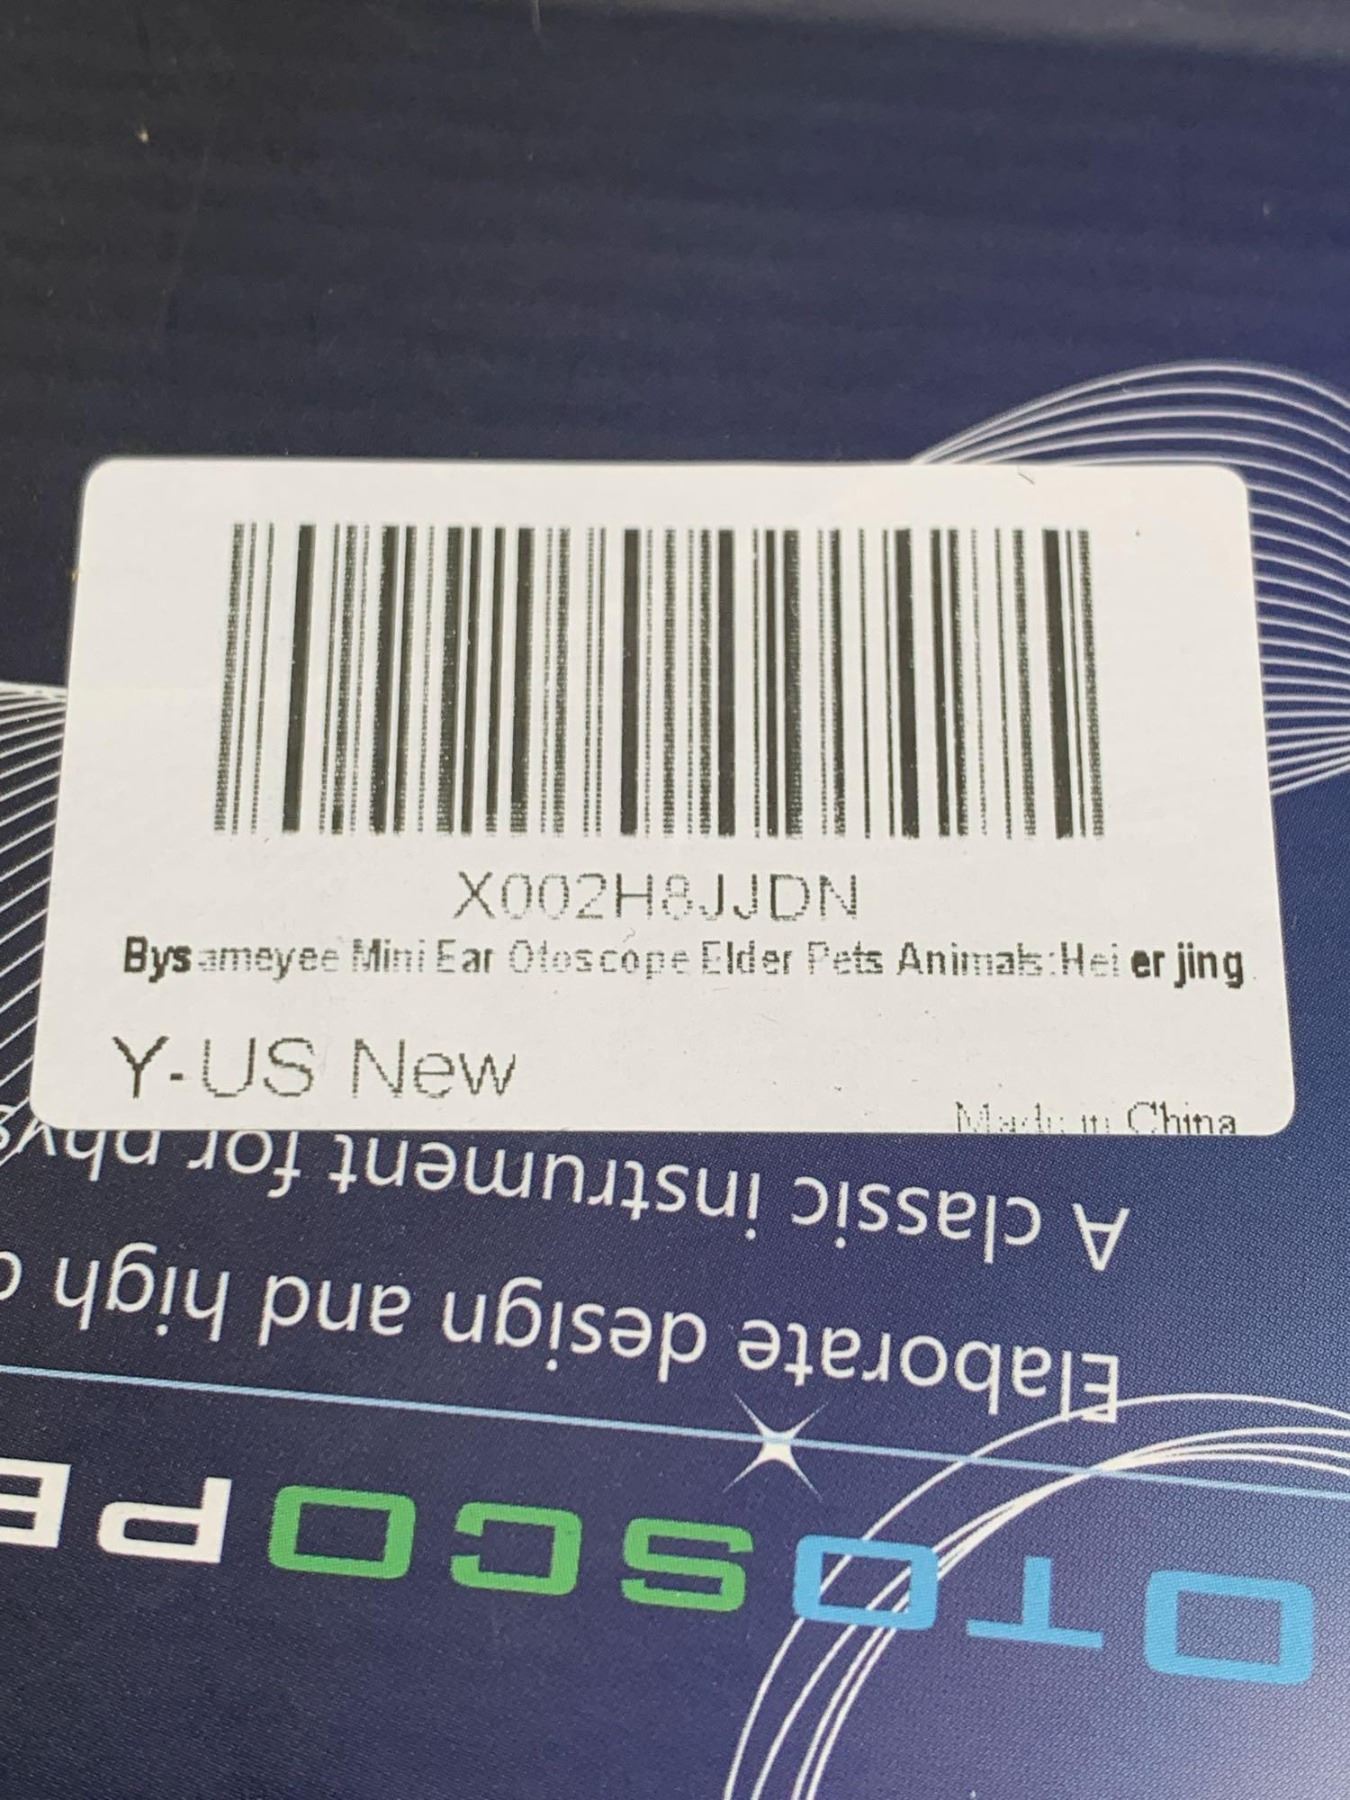 X002H8JJDN
Bysameyee Mini Ear Otoscope Elder Pets Animals:Hei er jing
Y-US New
Made in China
OTOSCOPE
Elaborate design and high
A classic instrument for